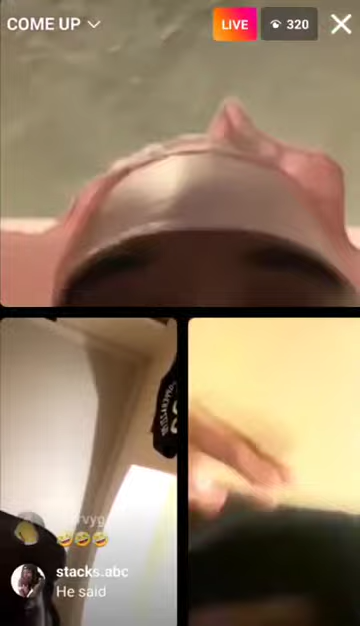 COME UP
LIVE
320
🤣🤣🤣
stacks.abc
He said